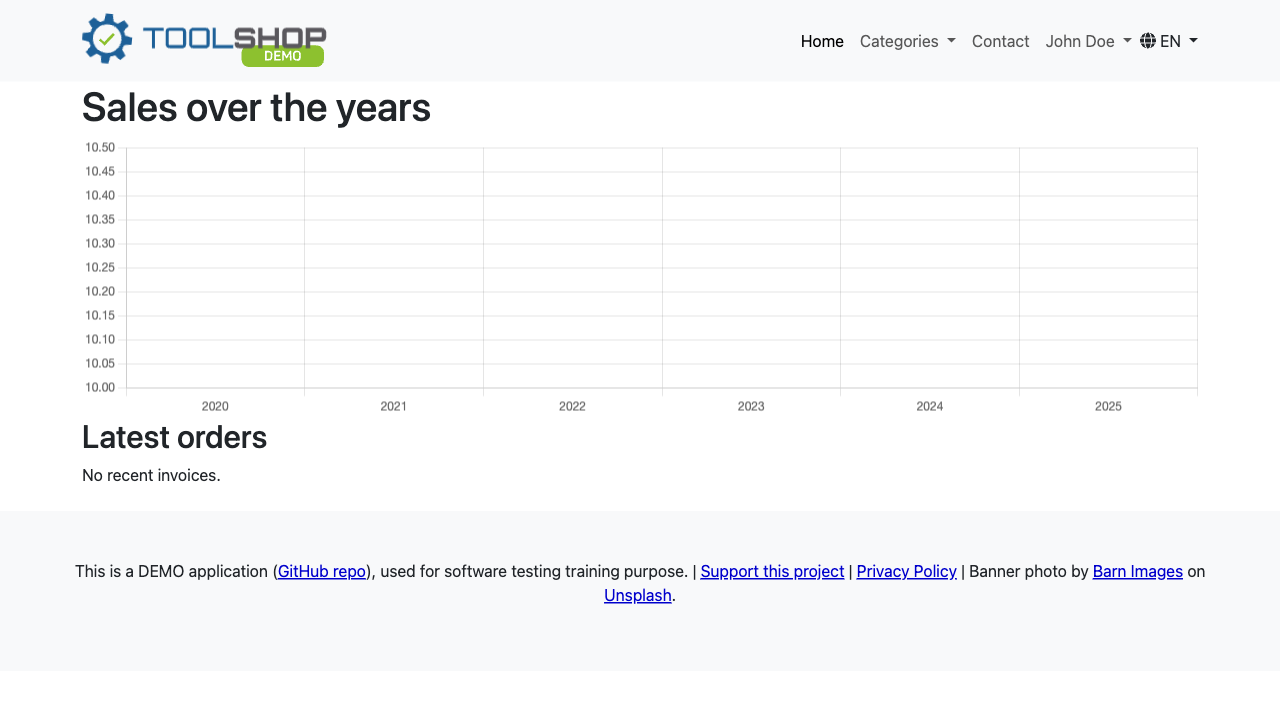 TOOLSHOP
DEMO
Home Categories Contact John Doe EN
Sales over the years
10.50
10.45
10.40
10.35
10.30
10.25
10.20
10.15
10.10
10.05
10.00
2020 2021 2022 2023 2024 2025
Latest orders
No recent invoices.
This is a DEMO application (GitHub repo), used for software testing training purpose. | Support this project | Privacy Policy | Banner photo by Barn Images on
Unsplash.